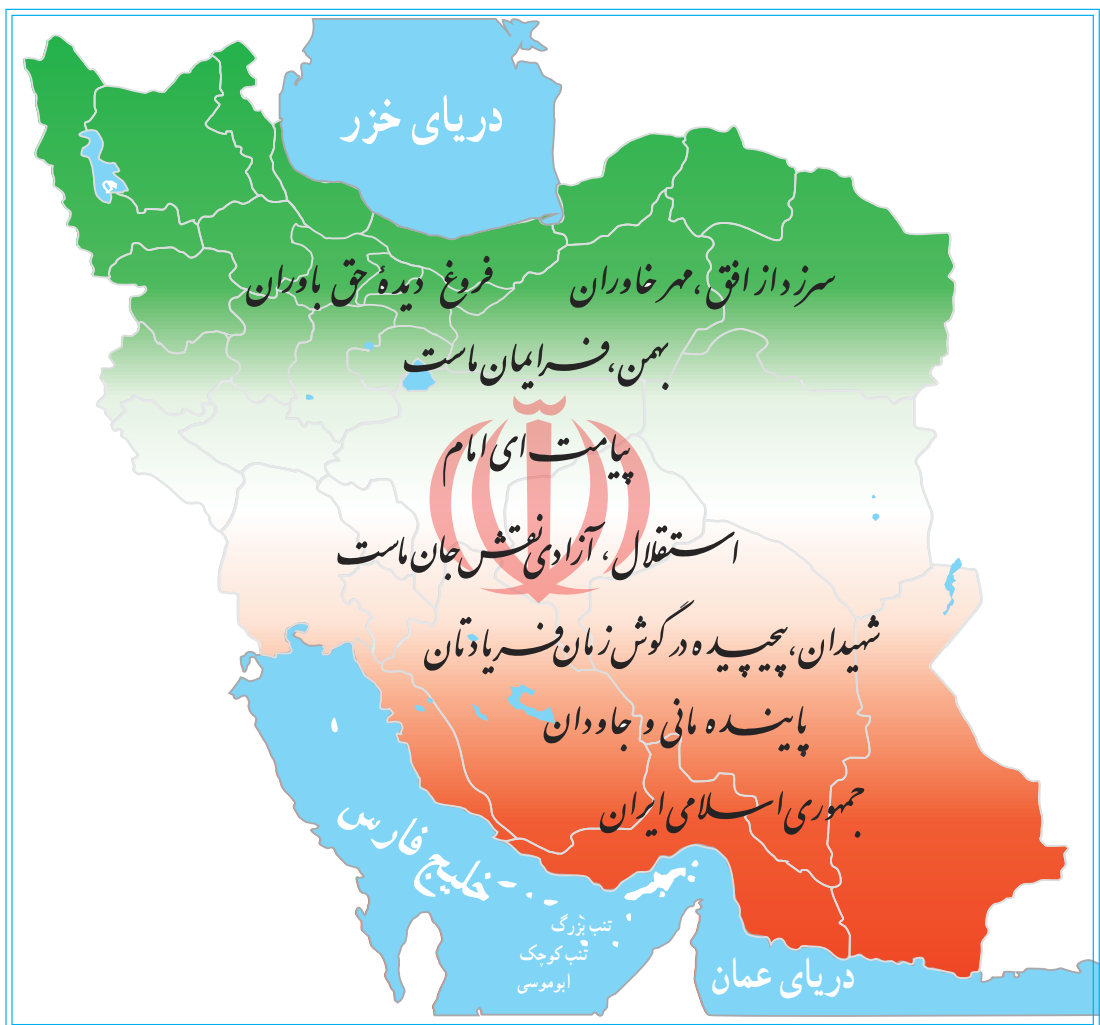 دریای خزر
سرزد از افق، مهر خاوران    فروغ دیدهٔ حق باوران
بهمن، فر ایمان ماست
پیامت ای امام
استقلال، آزادی نقش جان ماست
شهیدان، پیچیده در گوش زمان فریادتان
پاینده مانی و جاودان
جمهوری اسلامی ایران
خلیج فارس
تنب بزرگ
تنب کوچک
ابوموسی
دریای عمان